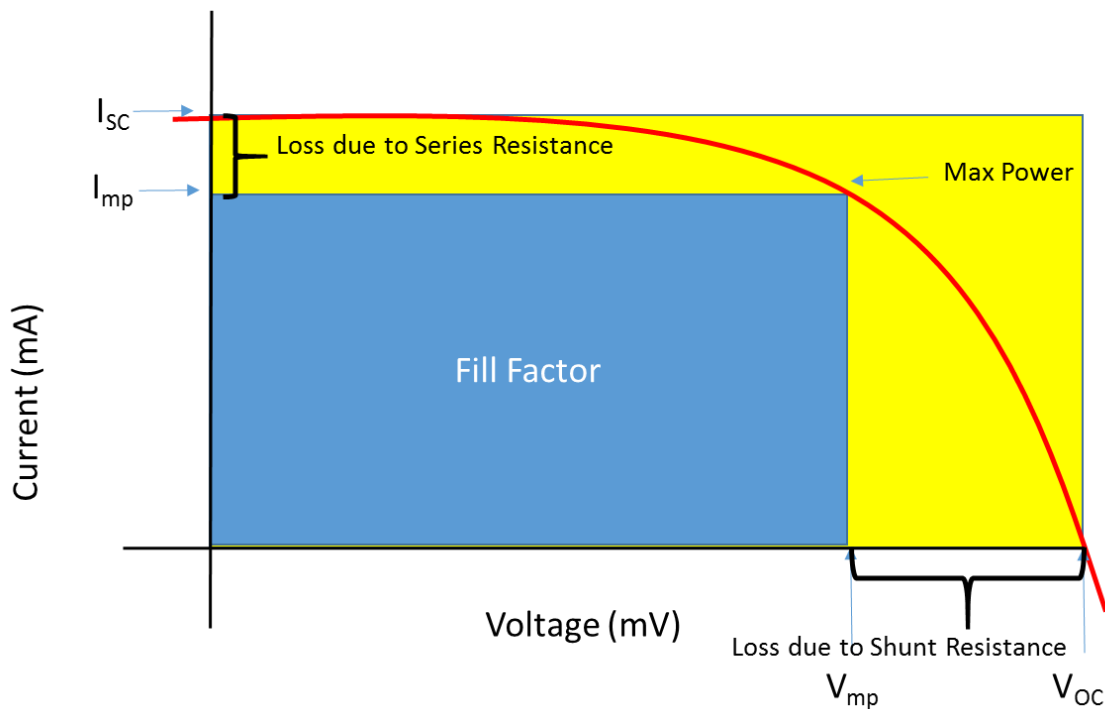 I_SC
Loss due to Series Resistance
Max Power
I_mp
Current (mA)
Fill Factor
Voltage (mV)
Loss due to Shunt Resistance
V_mp
V_OC